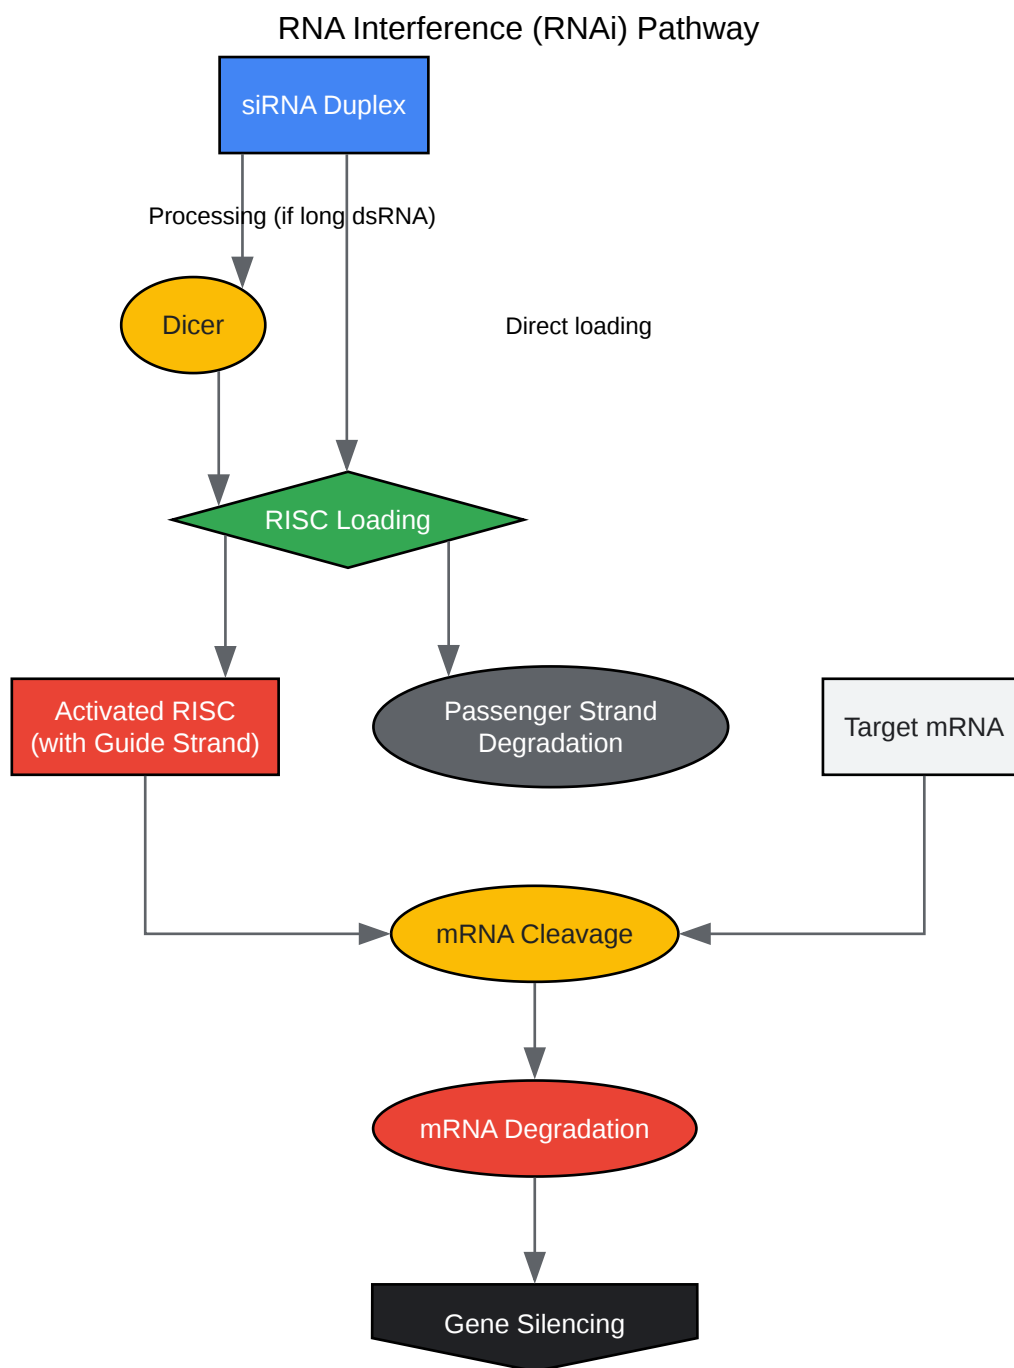 RNA Interference (RNAi) Pathway
siRNA Duplex
Processing (if long dsRNA)
Dicer
Direct loading
RISC Loading
Activated RISC
(with Guide Strand)
Passenger Strand
Degradation
Target mRNA
mRNA Cleavage
mRNA Degradation
Gene Silencing